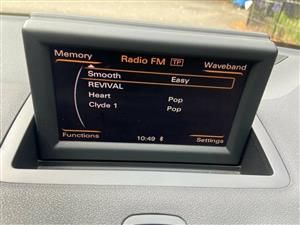 Memory Radio FM TP Waveband
Smooth Easy
REVIVAL
Heart Pop
Clyde 1 Pop
Functions 10:49 Settings